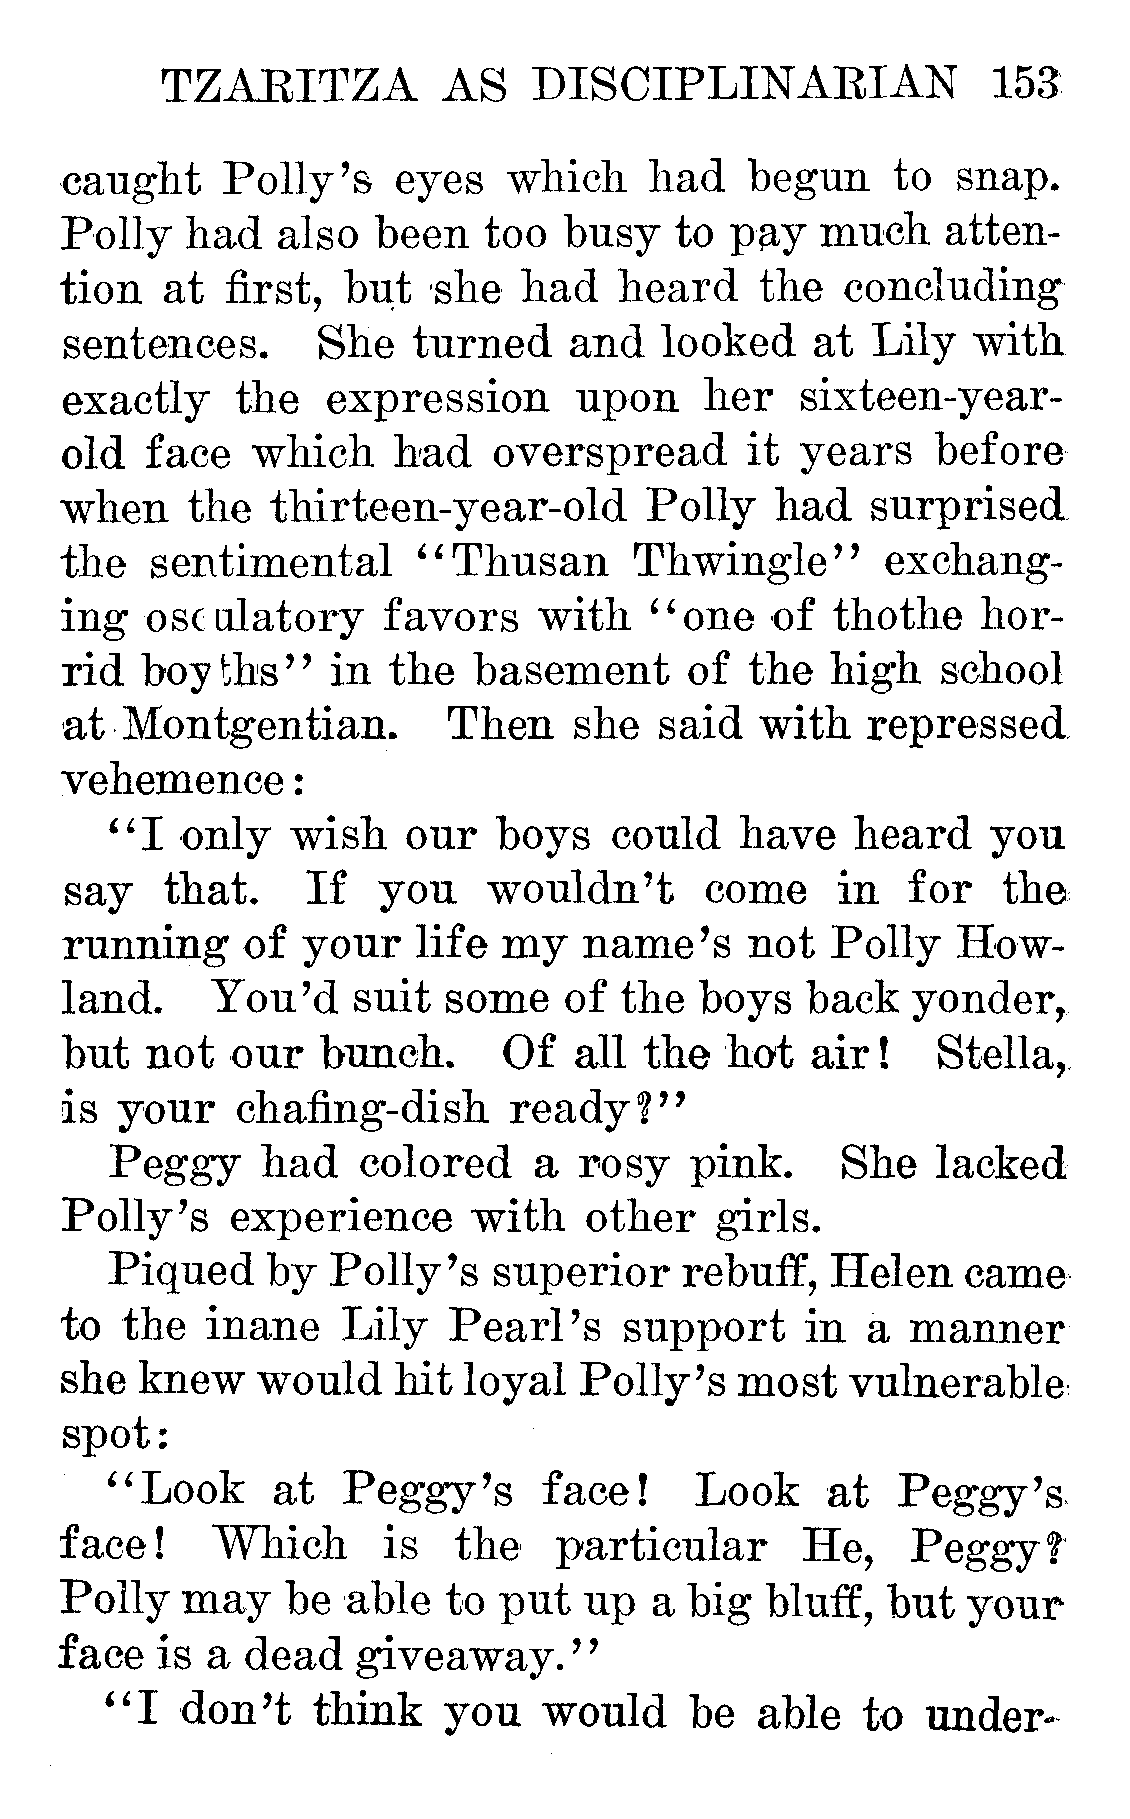 TZARITZA AS DISCIPLINARIAN 153
caught Polly's eyes which had begun to snap.
Polly had also been too busy to pay much atten-
tion at first, but she had heard the concluding
sentences. She turned and looked at Lily with
exactly the expression upon her sixteen-year-
old face which had overspread it years before
when the thirteen-year-old Polly had surprised
the sentimental "Thusan Thwingle" exchang-
ing osculatory favors with "one of thothe hor-
rid boyths" in the basement of the high school
at Montgentian. Then she said with repressed
vehemence:
"I only wish our boys could have heard you
say that. If you wouldn't come in for the
running of your life my name's not Polly How-
land. You'd suit some of the boys back yonder,
but not our bunch. Of all the hot air! Stella,
is your chafing-dish ready?"
Peggy had colored a rosy pink. She lacked
Polly's experience with other girls.
Piqued by Polly's superior rebuff, Helen came
to the inane Lily Pearl's support in a manner
she knew would hit loyal Polly's most vulnerable
spot:
"Look at Peggy's face! Look at Peggy's
face! Which is the particular He, Peggy?
Polly may be able to put up a big bluff, but your
face is a dead giveaway."
"I don't think you would be able to under-